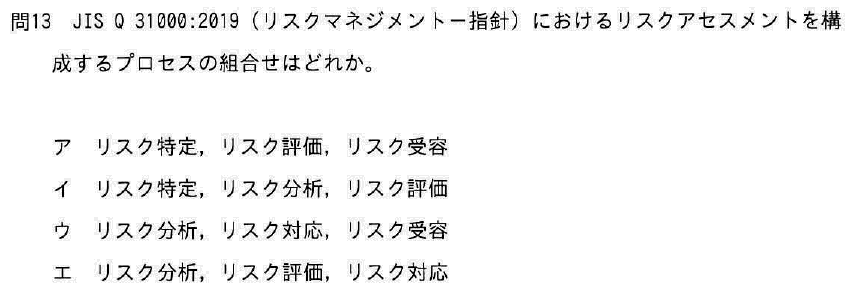 問13　JIS Q 31000:2019（リスクマネジメント－指針）におけるリスクアセスメントを構
成するプロセスの組合せはどれか。
ア　リスク特定，リスク評価，リスク受容
イ　リスク特定，リスク分析，リスク評価
ウ　リスク分析，リスク対応，リスク受容
エ　リスク分析，リスク評価，リスク対応